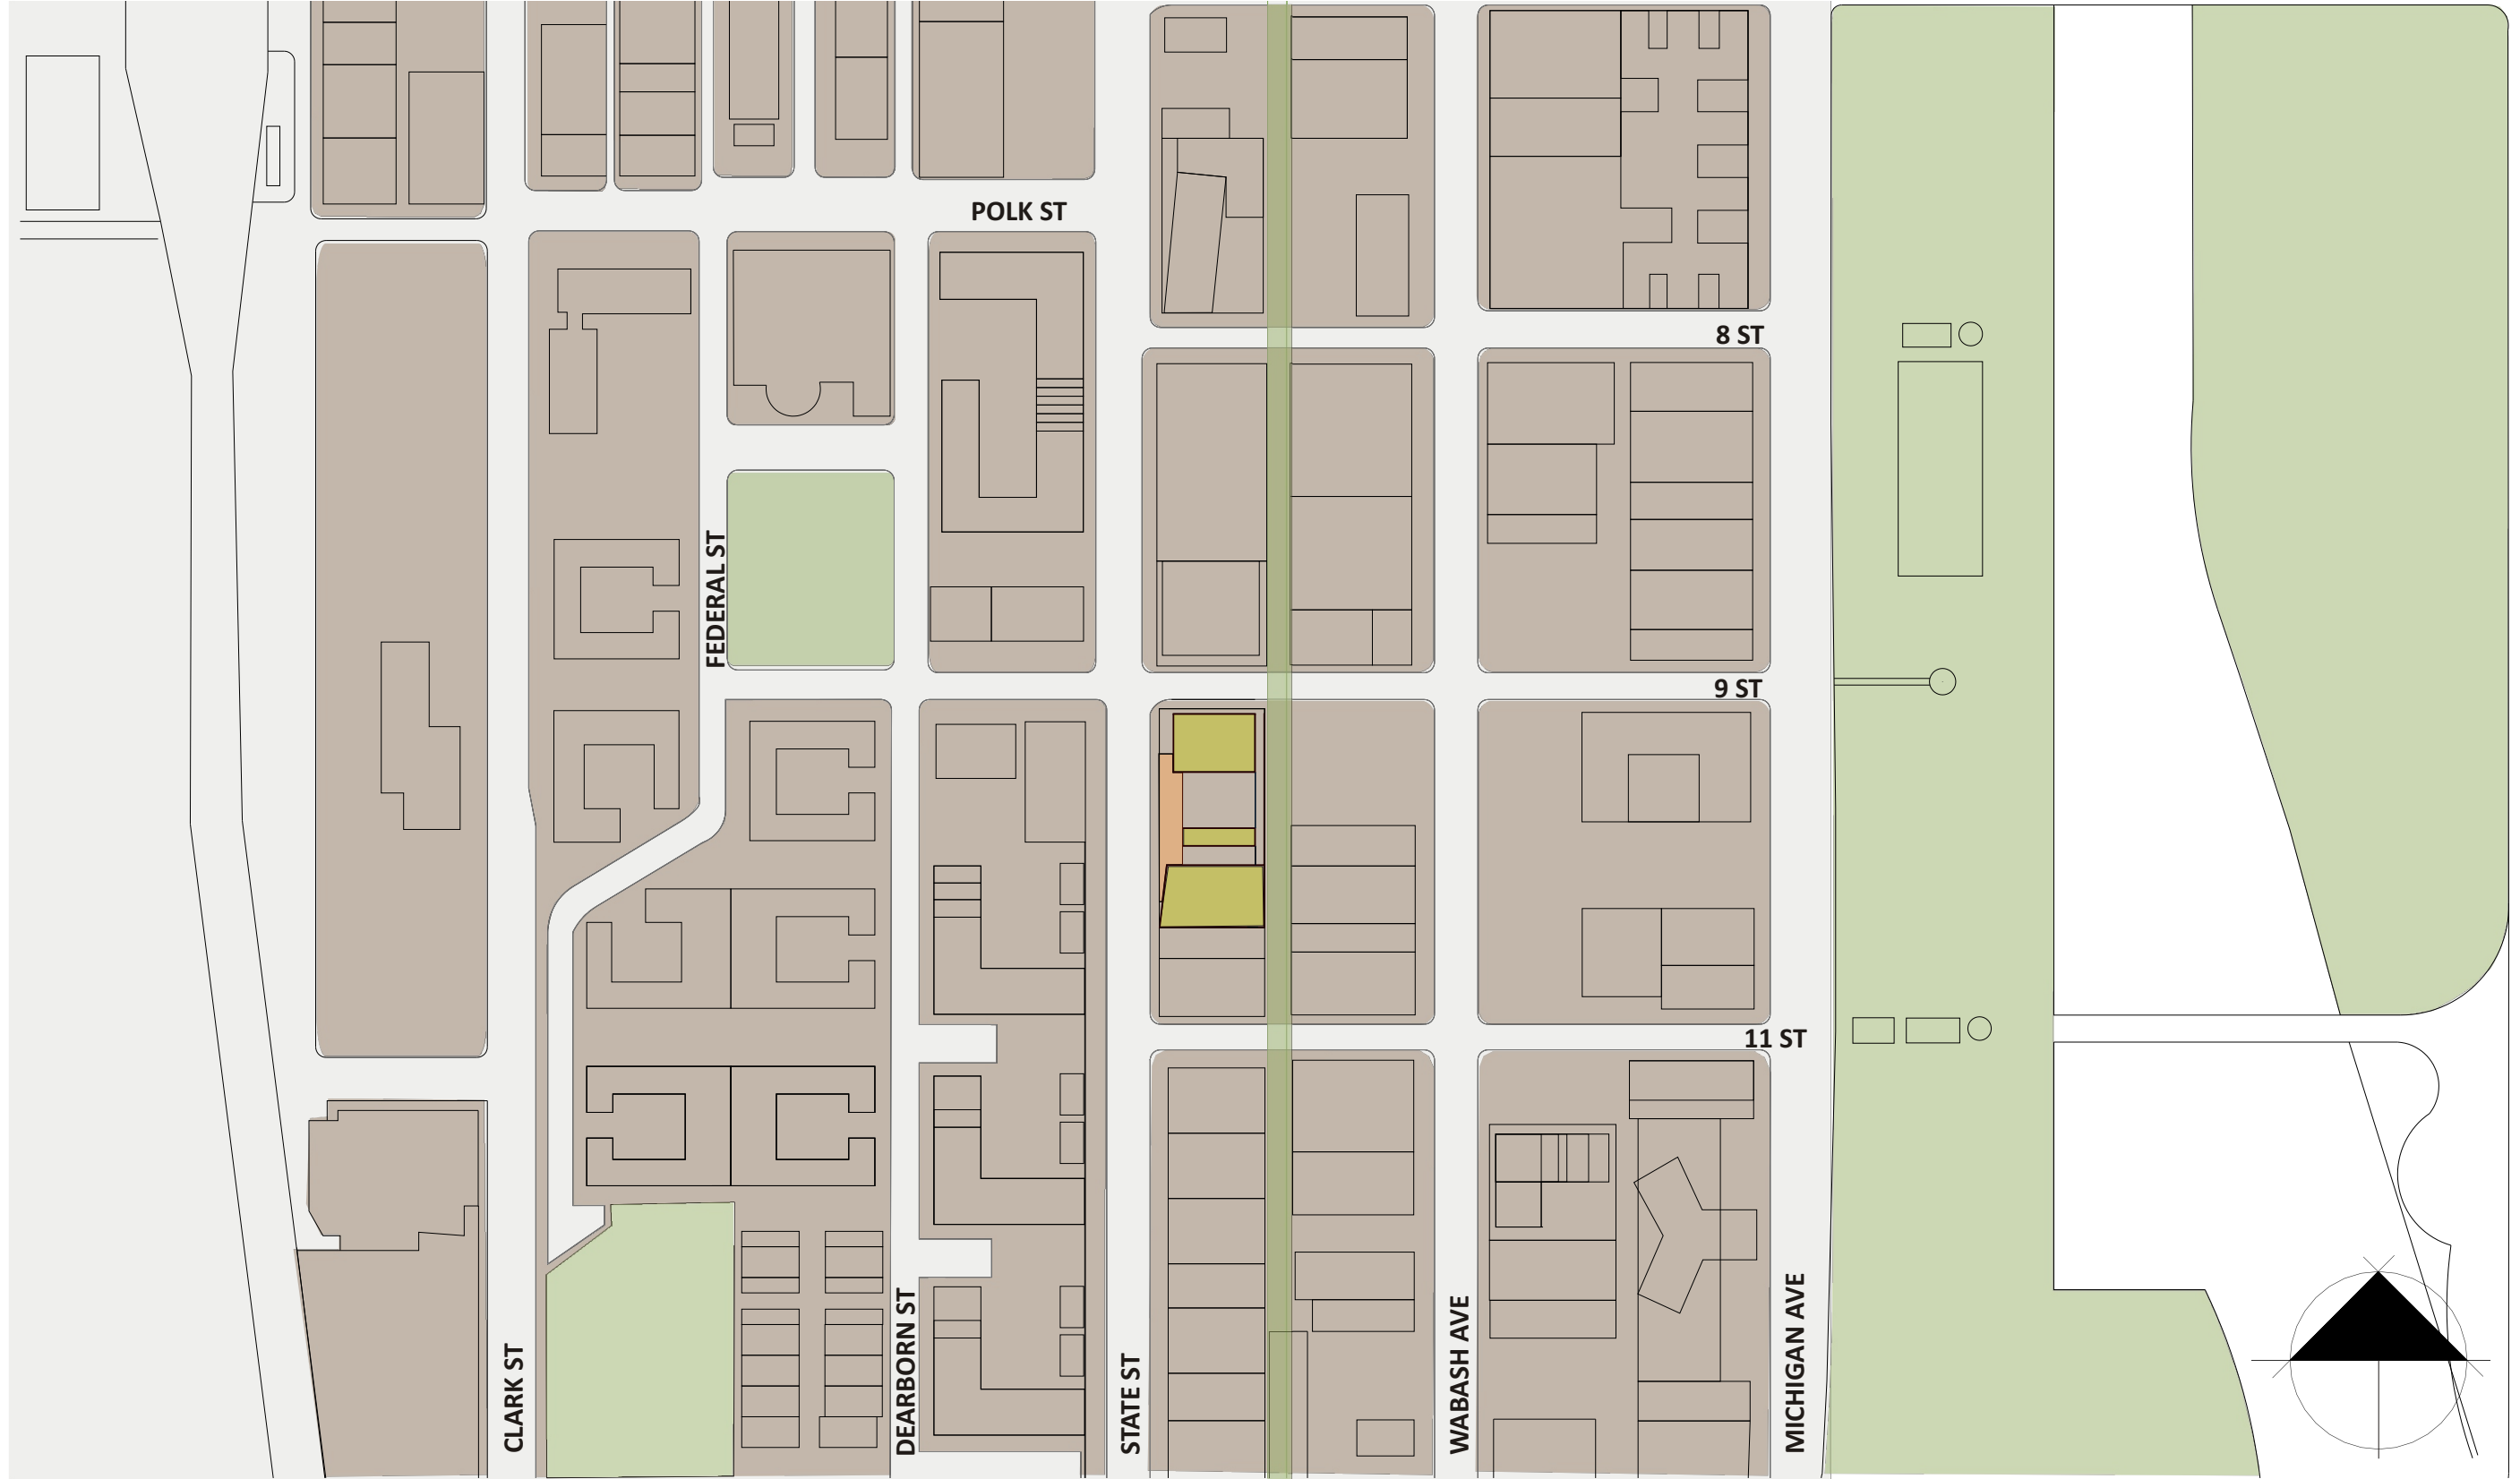 POLK ST
8 ST
FEDERAL ST
9 ST
11 ST
CLARK ST
DEARBORN ST
STATE ST
WABASH AVE
MICHIGAN AVE